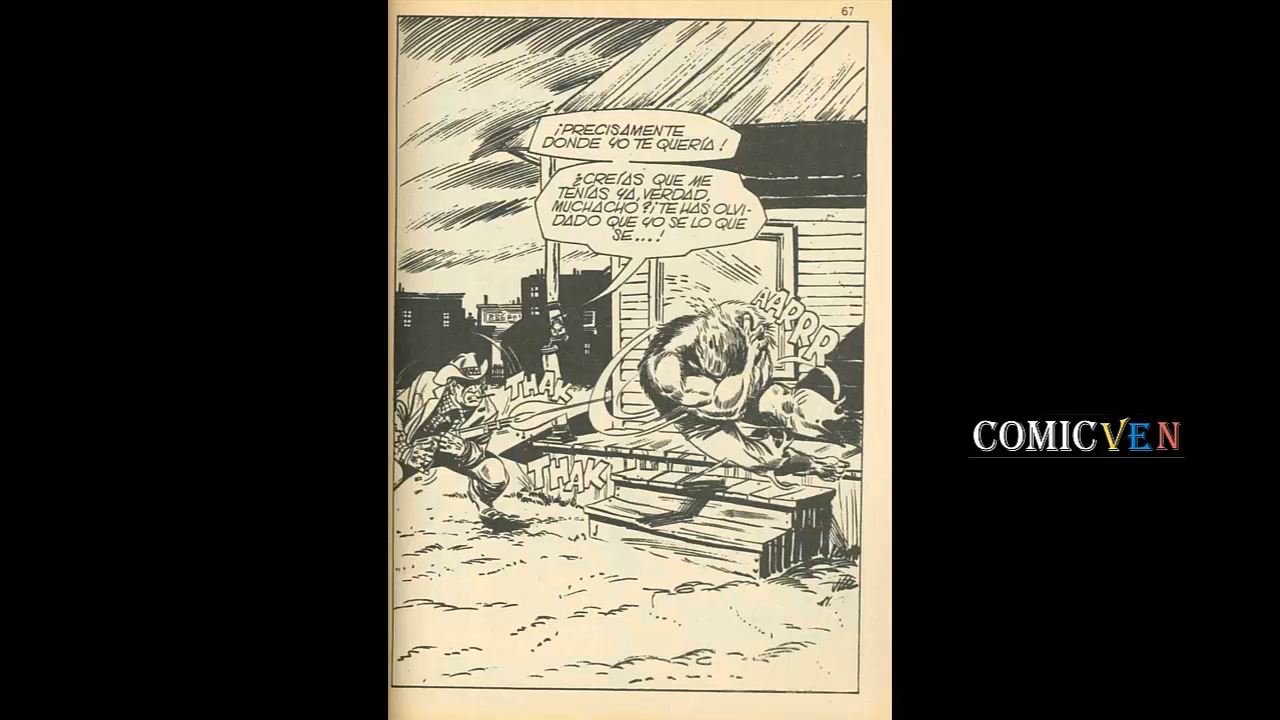 67
¡PRECISAMENTE
DONDE YO TE QUERÍA!
¿CREÍAS QUE ME
TENÍAS YA, VERDAD,
MUCHACHO? ¡TE HAS OLVI-
DADO QUE YO SE LO QUE
SE...!
AARRR
THAK
THAK
COMICVEN